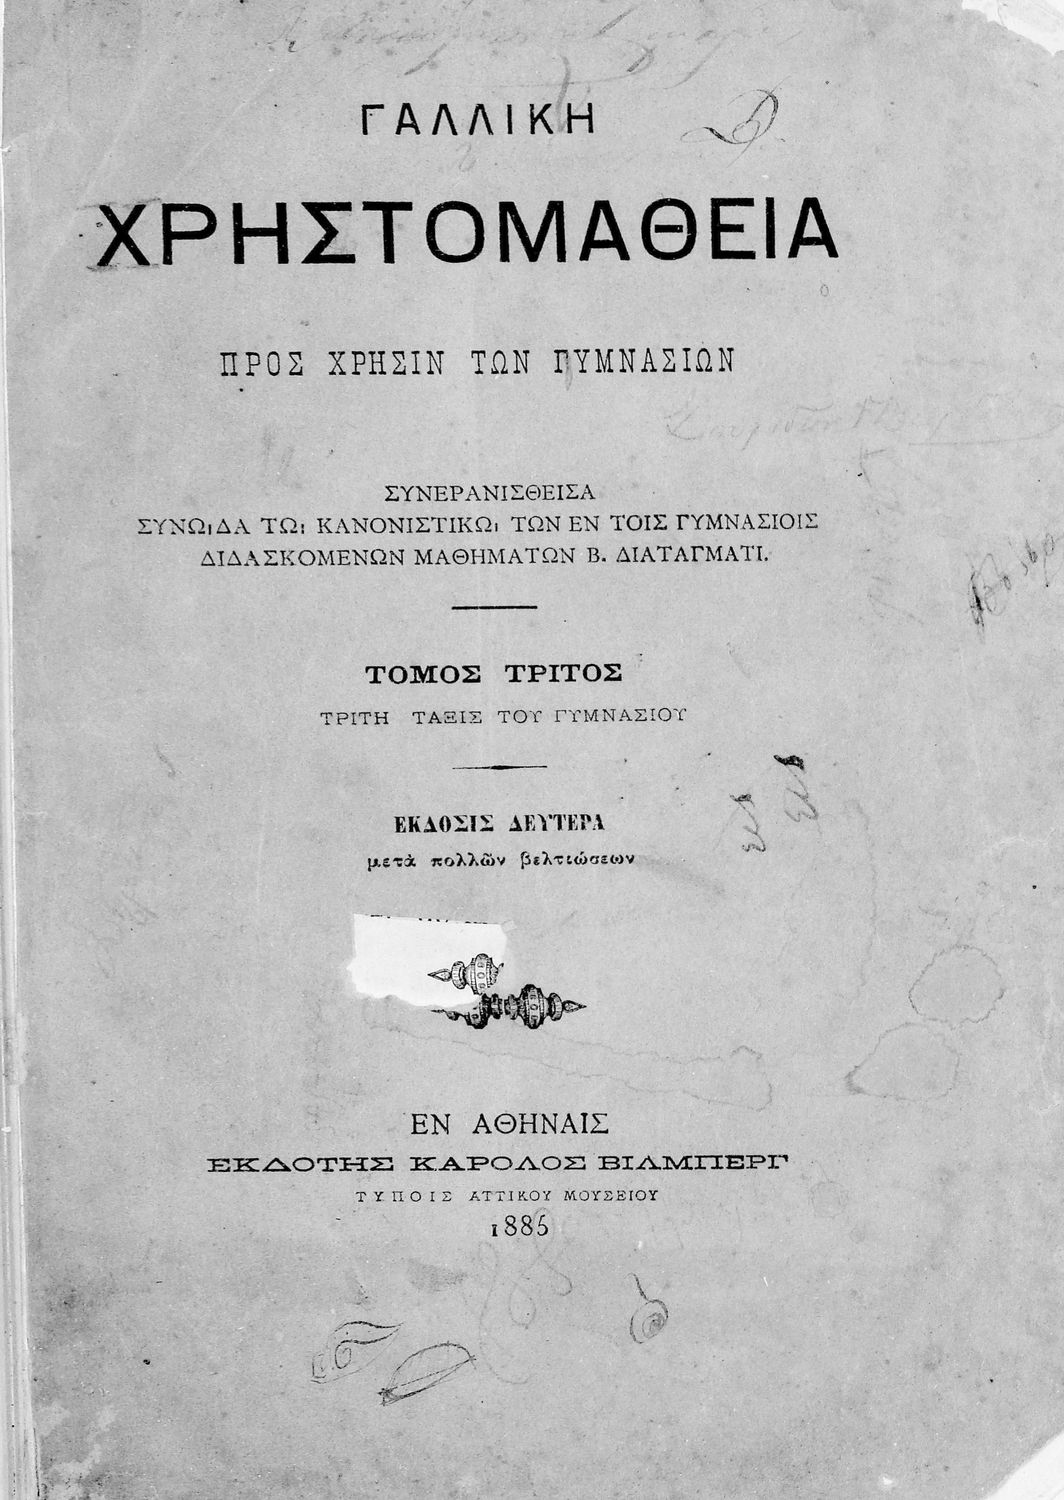 ΓΑΛΛΙΚΗ
ΧΡΗΣΤΟΜΑΘΕΙΑ
ΠΡΟΣ ΧΡΗΣΙΝ ΤΩΝ ΓΥΜΝΑΣΙΩΝ
ΣΥΝΕΡΑΝΙΣΘΕΙΣΑ
ΣΥΝΩΙΔΑ ΤΩΙ ΚΑΝΟΝΙΣΤΙΚΩΙ ΤΩΝ ΕΝ ΤΟΙΣ ΓΥΜΝΑΣΙΟΙΣ
ΔΙΔΑΣΚΟΜΕΝΩΝ ΜΑΘΗΜΑΤΩΝ Β. ΔΙΑΤΑΓΜΑΤΙ.
ΤΟΜΟΣ ΤΡΙΤΟΣ
ΤΡΙΤΗ ΤΑΞΙΣ ΤΟΥ ΓΥΜΝΑΣΙΟΥ
ΕΚΔΟΣΙΣ ΔΕΥΤΕΡΑ
μετὰ πολλῶν βελτιώσεων
ΕΝ ΑΘΗΝΑΙΣ
ΕΚΔΟΤΗΣ ΚΑΡΟΛΟΣ ΒΙΛΜΠΕΡΓ
ΤΥΠΟΙΣ ΑΤΤΙΚΟΥ ΜΟΥΣΕΙΟΥ
1885